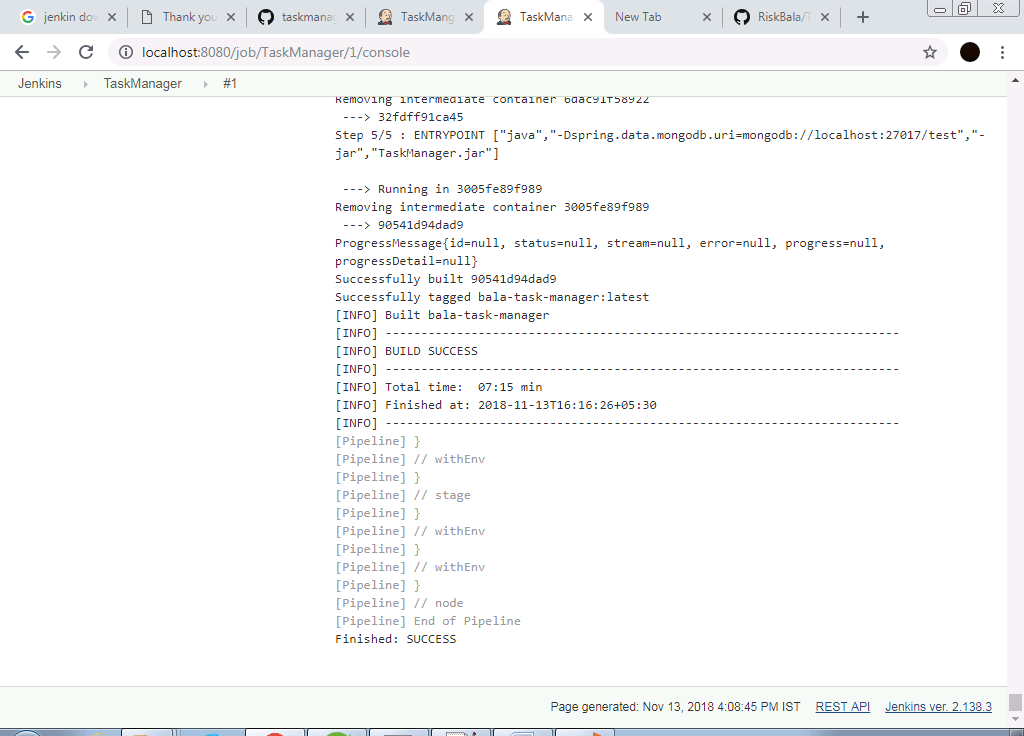 jenkin dow
Thank you
taskmanag
TaskMang
TaskMana
New Tab
RiskBala/T
localhost:8080/job/TaskManager/1/console
Jenkins TaskManager #1
Removing intermediate container 6dac91f58922
---> 32fdff91ca45
Step 5/5 : ENTRYPOINT ["java","-Dspring.data.mongodb.uri=mongodb://localhost:27017/test","-
jar","TaskManager.jar"]
---> Running in 3005fe89f989
Removing intermediate container 3005fe89f989
---> 90541d94dad9
ProgressMessage{id=null, status=null, stream=null, error=null, progress=null,
progressDetail=null}
Successfully built 90541d94dad9
Successfully tagged bala-task-manager:latest
[INFO] Built bala-task-manager
[INFO] ------------------------------------------------------------------------
[INFO] BUILD SUCCESS
[INFO] ------------------------------------------------------------------------
[INFO] Total time:  07:15 min
[INFO] Finished at: 2018-11-13T16:16:26+05:30
[INFO] ------------------------------------------------------------------------
[Pipeline] }
[Pipeline] // withEnv
[Pipeline] }
[Pipeline] // stage
[Pipeline] }
[Pipeline] // withEnv
[Pipeline] }
[Pipeline] // withEnv
[Pipeline] }
[Pipeline] // node
[Pipeline] End of Pipeline
Finished: SUCCESS
Page generated: Nov 13, 2018 4:08:45 PM IST REST API Jenkins ver. 2.138.3